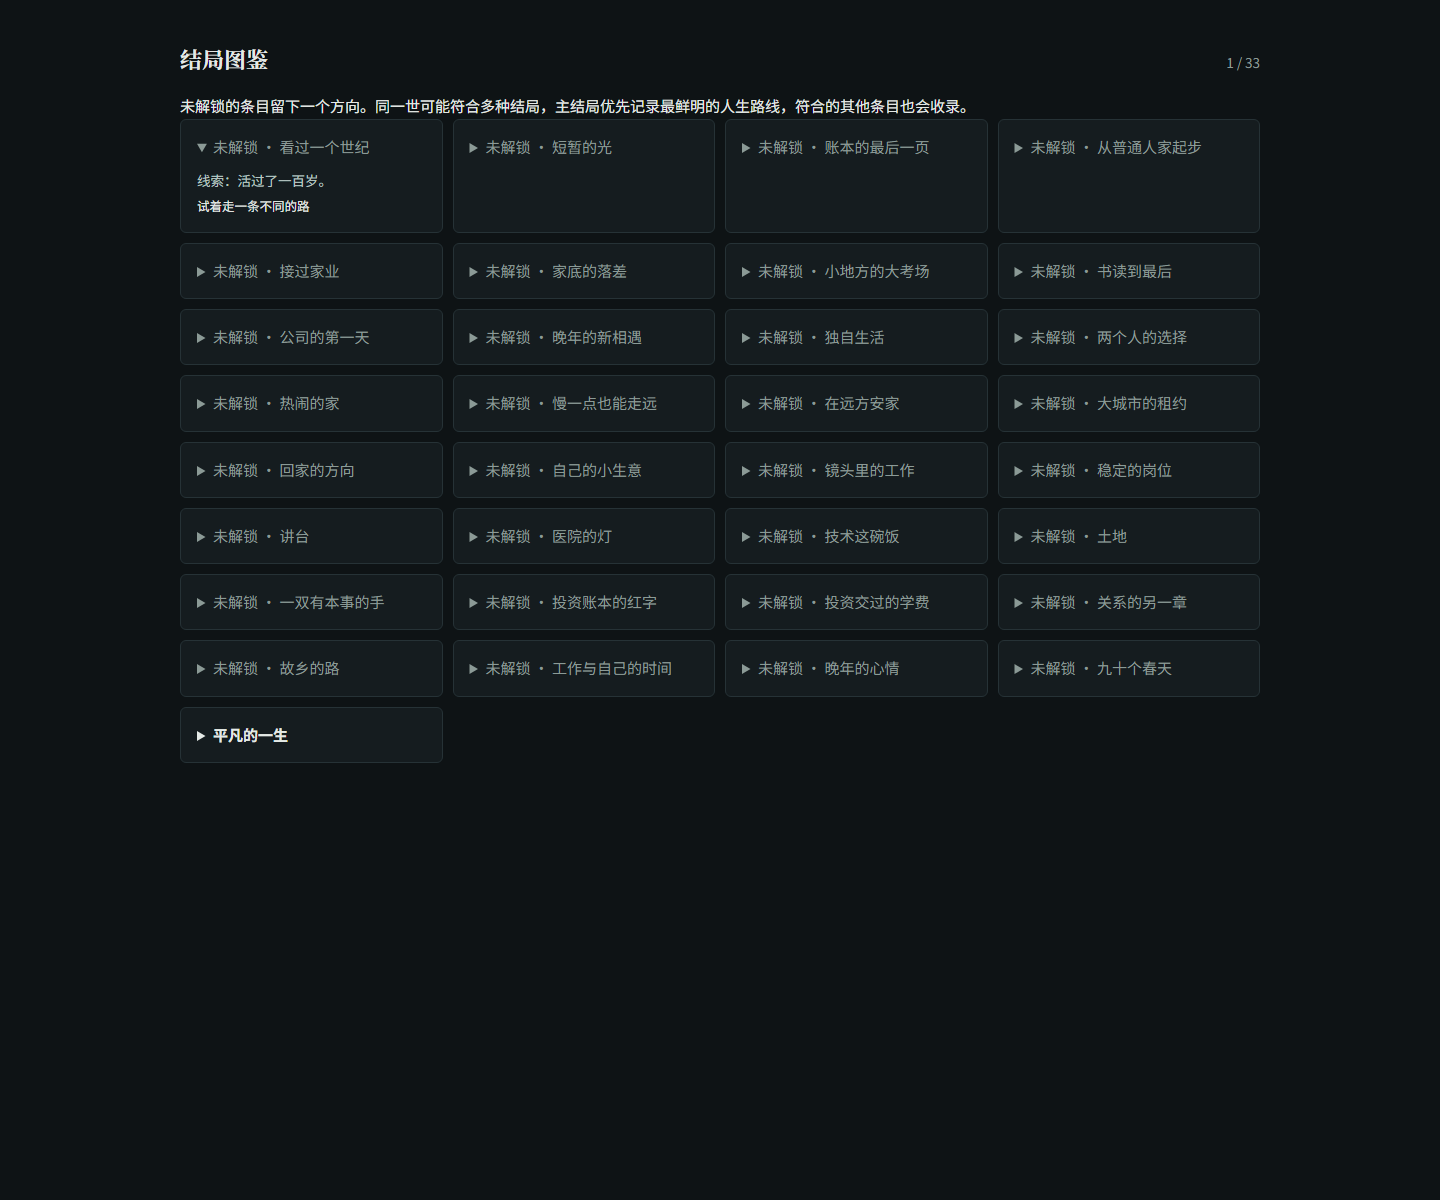 结局图鉴
1 / 33
未解锁的条目留下一个方向。同一世可能符合多种结局，主结局优先记录最鲜明的人生路线，符合的其他条目也会收录。
▼ 未解锁 · 看过一个世纪
线索：活过了一百岁。
试着走一条不同的路
▶ 未解锁 · 短暂的光
▶ 未解锁 · 账本的最后一页
▶ 未解锁 · 从普通人家起步
▶ 未解锁 · 接过家业
▶ 未解锁 · 家底的落差
▶ 未解锁 · 小地方的大考场
▶ 未解锁 · 书读到最后
▶ 未解锁 · 公司的第一天
▶ 未解锁 · 晚年的新相遇
▶ 未解锁 · 独自生活
▶ 未解锁 · 两个人的选择
▶ 未解锁 · 热闹的家
▶ 未解锁 · 慢一点也能走远
▶ 未解锁 · 在远方安家
▶ 未解锁 · 大城市的租约
▶ 未解锁 · 回家的方向
▶ 未解锁 · 自己的小生意
▶ 未解锁 · 镜头里的工作
▶ 未解锁 · 稳定的岗位
▶ 未解锁 · 讲台
▶ 未解锁 · 医院的灯
▶ 未解锁 · 技术这碗饭
▶ 未解锁 · 土地
▶ 未解锁 · 一双有本事的手
▶ 未解锁 · 投资账本的红字
▶ 未解锁 · 投资交过的学费
▶ 未解锁 · 关系的另一章
▶ 未解锁 · 故乡的路
▶ 未解锁 · 工作与自己的时间
▶ 未解锁 · 晚年的心情
▶ 未解锁 · 九十个春天
▶ 平凡的一生